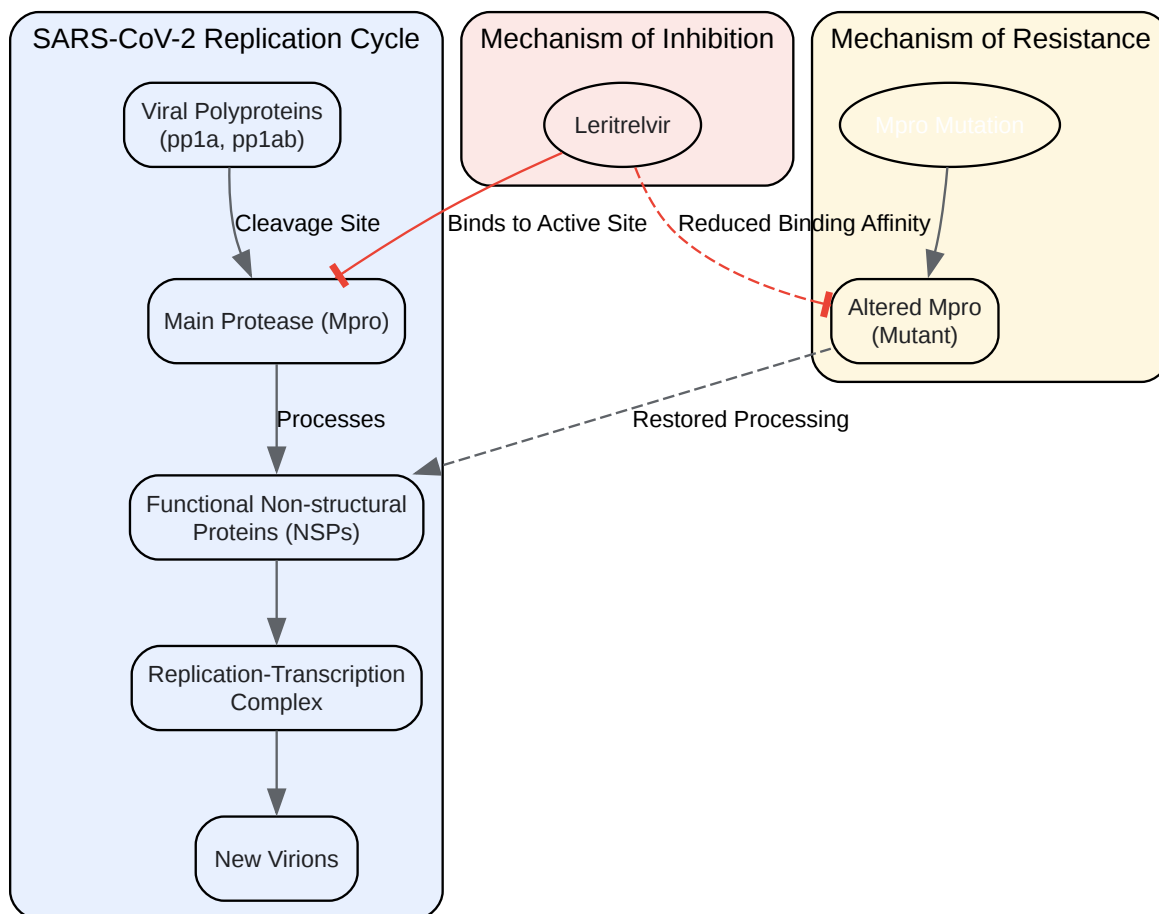 SARS-CoV-2 Replication Cycle
Mechanism of Inhibition
Mechanism of Resistance
Viral Polyproteins
(pp1a, pp1ab)
Leritrelvir
Mpro Mutation
Cleavage Site
Binds to Active Site
Reduced Binding Affinity
Main Protease (Mpro)
Altered Mpro
(Mutant)
Processes
Restored Processing
Functional Non-structural
Proteins (NSPs)
Replication-Transcription
Complex
New Virions